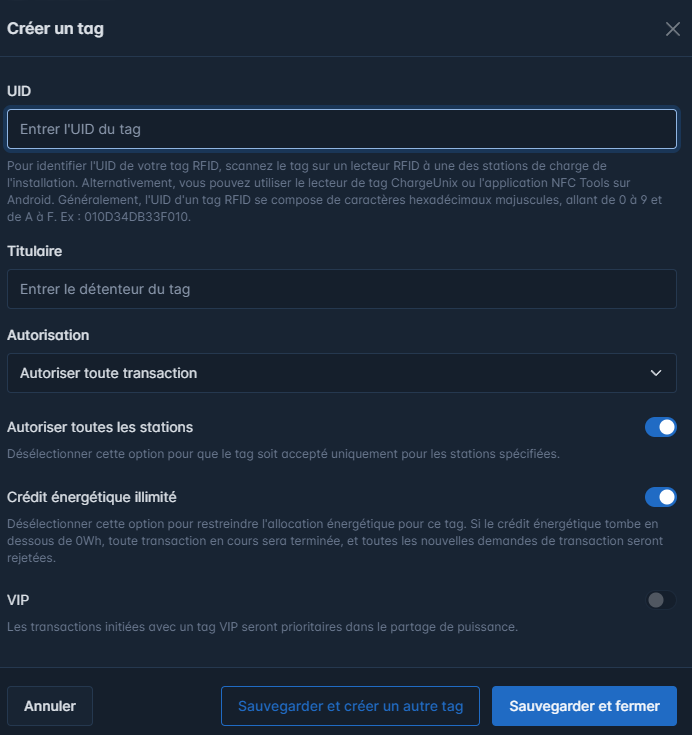 Créer un tag
UID
Entrer l'UID du tag
Pour identifier l'UID de votre tag RFID, scannez le tag sur un lecteur RFID à une des stations de charge de
l'installation. Alternativement, vous pouvez utiliser le lecteur de tag ChargeUnix ou l'application NFC Tools sur
Android. Généralement, l'UID d'un tag RFID se compose de caractères hexadécimaux majuscules, allant de 0 à 9 et
de A à F. Ex : 010D34DB33F010.
Titulaire
Entrer le détenteur du tag
Autorisation
Autoriser toute transaction
Autoriser toutes les stations
Désélectionner cette option pour que le tag soit accepté uniquement pour les stations spécifiées.
Crédit énergétique illimité
Désélectionner cette option pour restreindre l'allocation énergétique pour ce tag. Si le crédit énergétique tombe en
dessous de 0Wh, toute transaction en cours sera terminée, et toutes les nouvelles demandes de transaction seront
rejetées.
VIP
Les transactions initiées avec un tag VIP seront prioritaires dans le partage de puissance.
Annuler
Sauvegarder et créer un autre tag
Sauvegarder et fermer